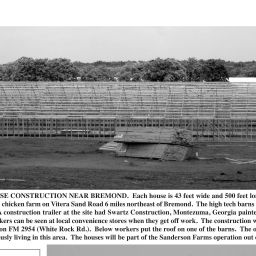 SE CONSTRUCTION NEAR BREMOND. Each house is 43 feet wide and 500 feet lo
chicken farm on Vitera Sand Road 6 miles northeast of Bremond. The high tech barns
A construction trailer at the site had Swartz Construction, Montezuma, Georgia painte
kers can be seen at local convenience stores when they get off work. The construction w
on FM 2954 (White Rock Rd.). Below workers put the roof on one of the barns. The o
usly living in this area. The houses will be part of the Sanderson Farms operation out